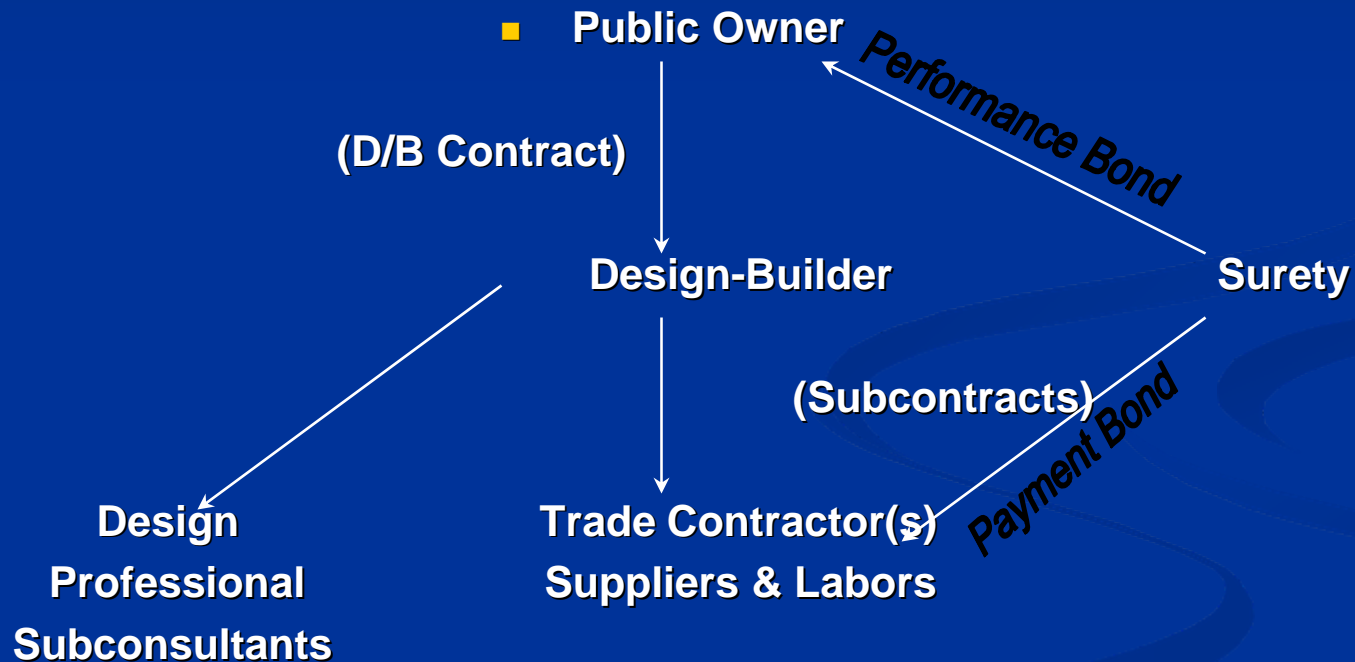 Public Owner
Performance Bond
(D/B Contract)
Design-Builder
Surety
(Subcontracts)
Payment Bond
Design
Professional
Subconsultants
Trade Contractor(s)
Suppliers & Labors